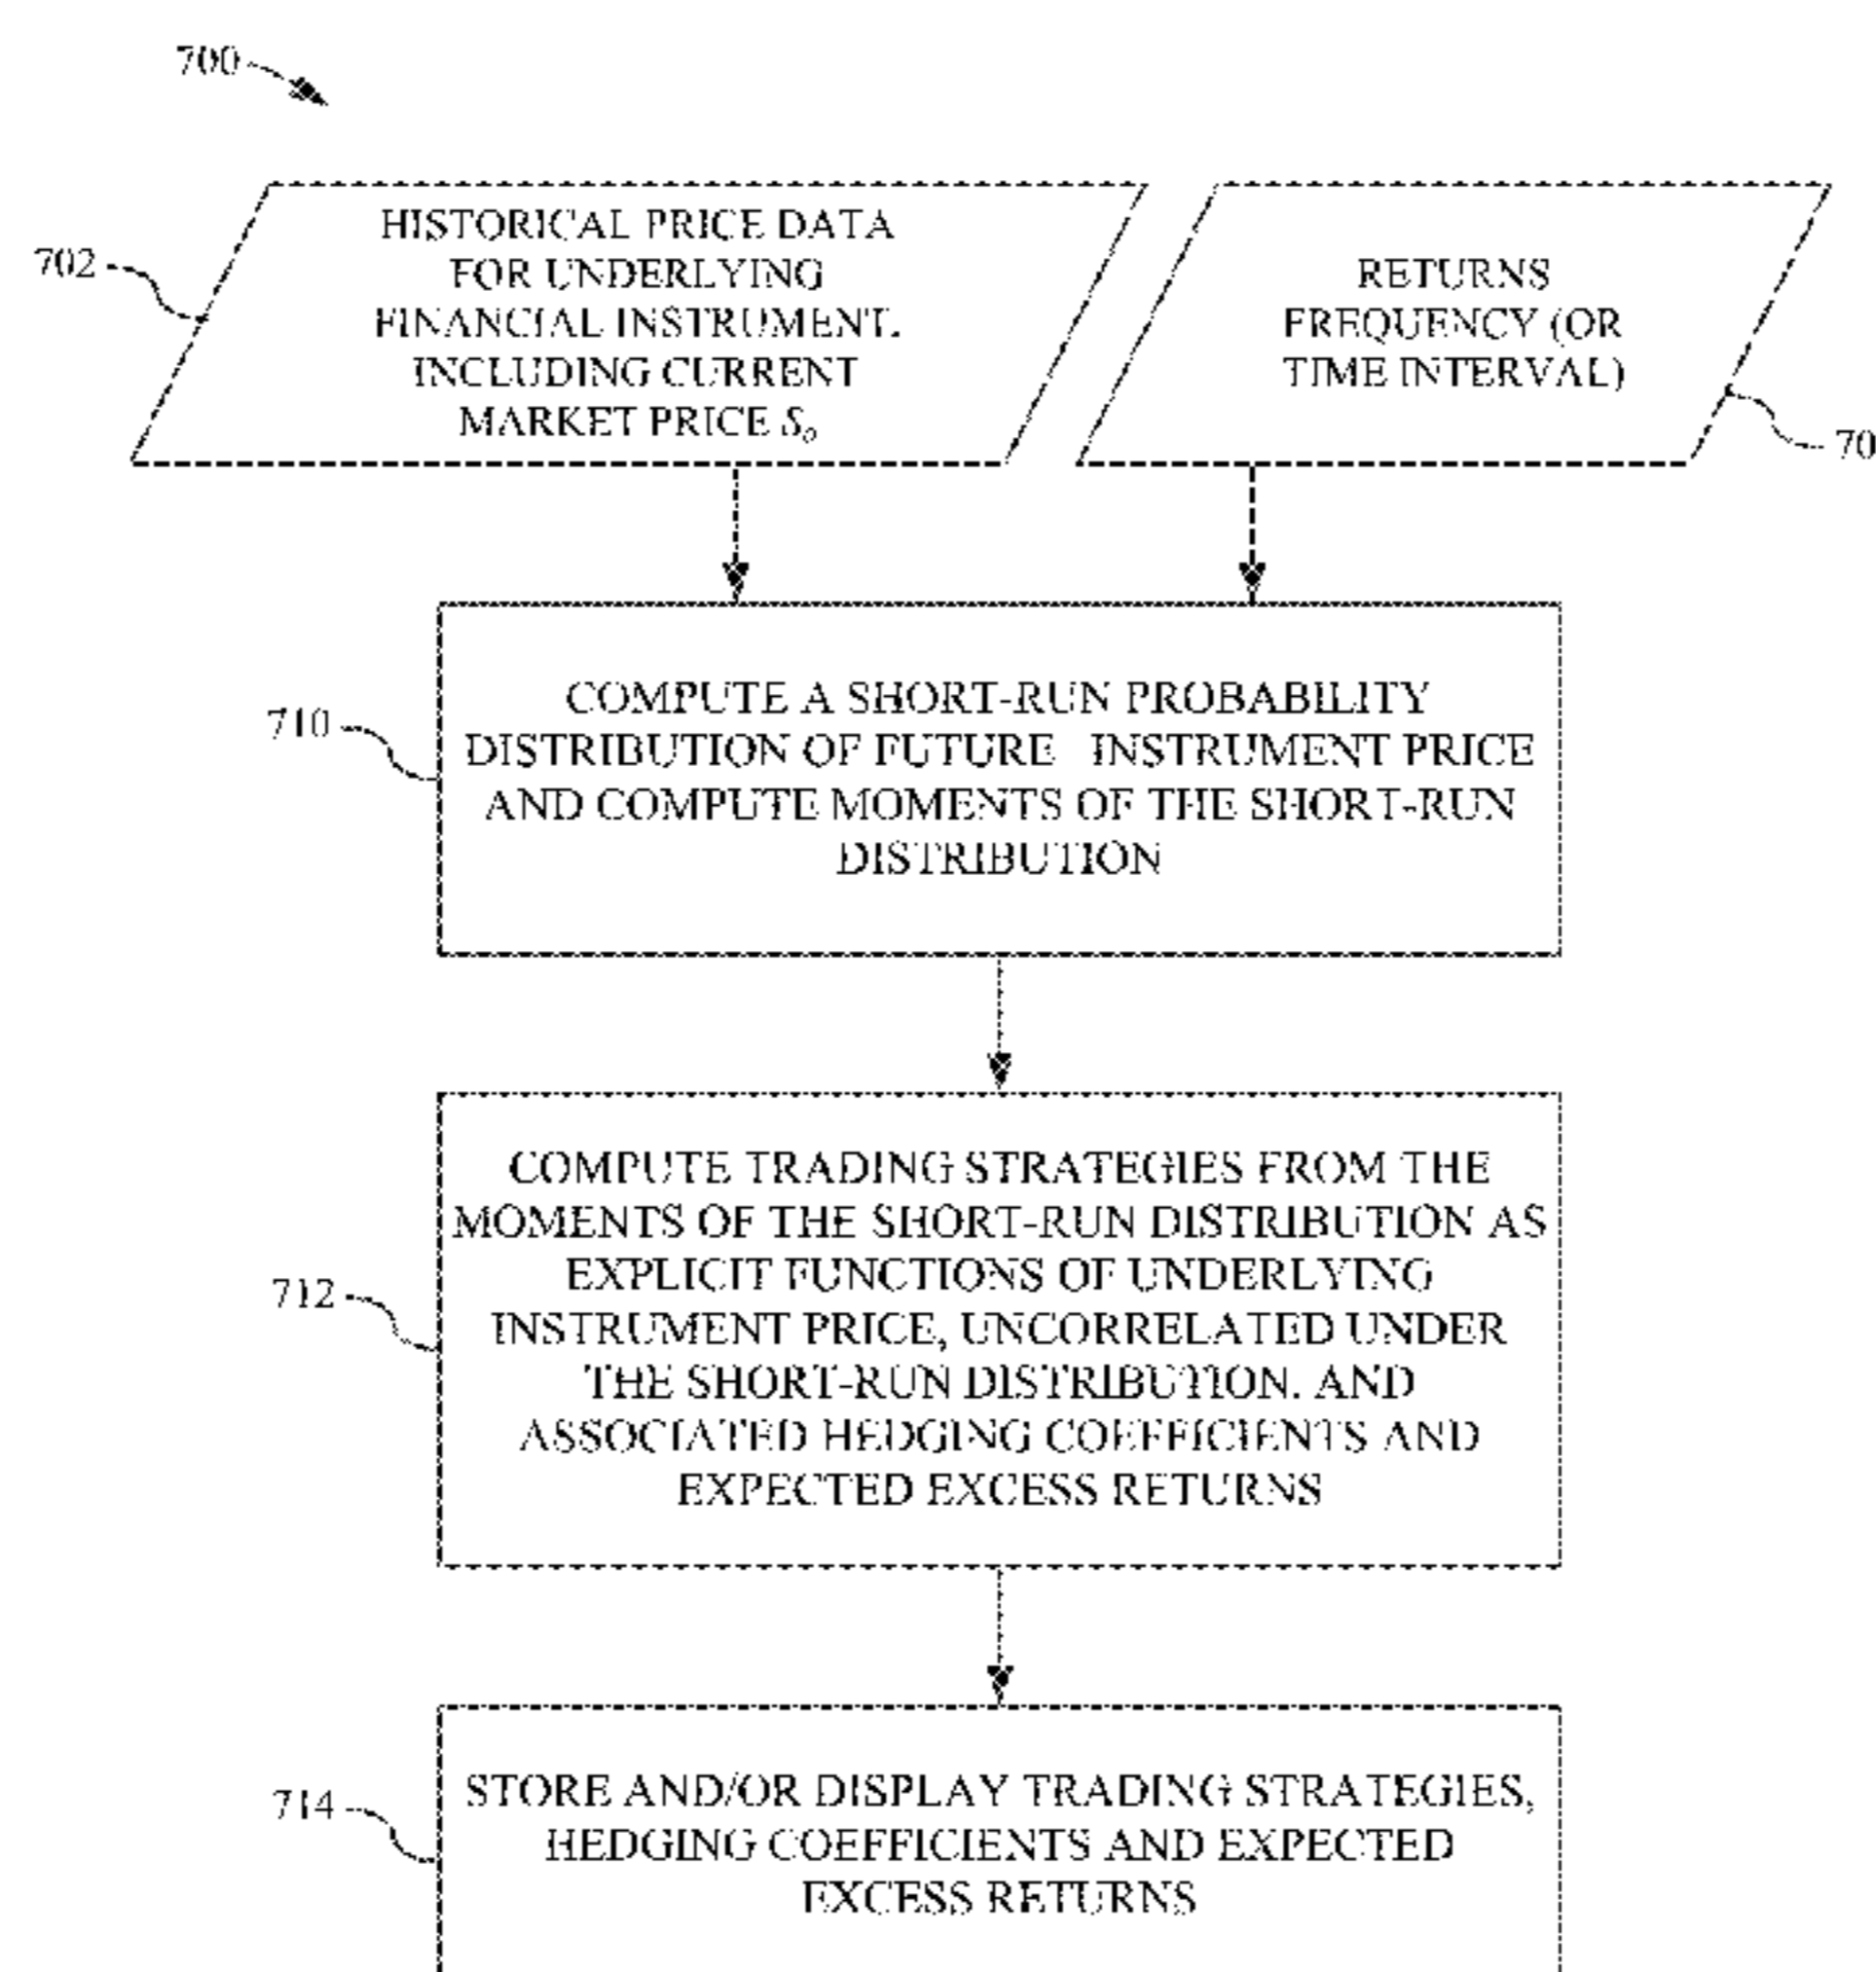 700
702
HISTORICAL PRICE DATA
FOR UNDERLYING
FINANCIAL INSTRUMENT,
INCLUDING CURRENT
MARKET PRICE S₀
RETURNS
FREQUENCY (OR
TIME INTERVAL)
70
710
COMPUTE A SHORT-RUN PROBABILITY
DISTRIBUTION OF FUTURE INSTRUMENT PRICE
AND COMPUTE MOMENTS OF THE SHORT-RUN
DISTRIBUTION
712
COMPUTE TRADING STRATEGIES FROM THE
MOMENTS OF THE SHORT-RUN DISTRIBUTION AS
EXPLICIT FUNCTIONS OF UNDERLYING
INSTRUMENT PRICE, UNCORRELATED UNDER
THE SHORT-RUN DISTRIBUTION, AND
ASSOCIATED HEDGING COEFFICIENTS AND
EXPECTED EXCESS RETURNS
714
STORE AND/OR DISPLAY TRADING STRATEGIES,
HEDGING COEFFICIENTS AND EXPECTED
EXCESS RETURNS